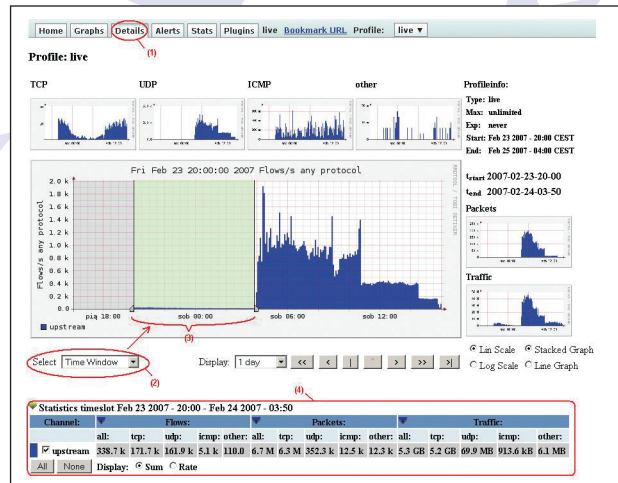 Home Graphs Details Alerts Stats Plugins live Bookmark URL Profile: live ▼
(1)
Profile: live
TCP UDP ICMP other Profileinfo:
Type: live
Max: unlimited
Exp: never
Start: Feb 23 2007 - 20:00 CEST
End: Feb 25 2007 - 04:00 CEST
tstart 2007-02-23-20-00
tend 2007-02-24-03-50
Packets
Traffic
Fri Feb 23 20:00:00 2007 Flows/s any protocol
Flows/s any protocol
2.0 k
1.8 k
1.6 k
1.4 k
1.2 k
1.0 k
0.8 k
0.6 k
0.4 k
0.2 k
0.0
pią 18:00 sob 00:00 sob 06:00 sob 12:00
upstream
(3)
Select Time Window
(2)
Display: 1 day << < | ^ > >> >|
Lin Scale Stacked Graph
Log Scale Line Graph
(4)
Statistics timeslot Feb 23 2007 - 20:00 - Feb 24 2007 - 03:50
Channel: Flows: Packets: Traffic:
all: tcp: udp: icmp: other: all: tcp: udp: icmp: other: all: tcp: udp: icmp: other:
upstream 338.7 k 171.7 k 161.9 k 5.1 k 110.0 6.7 M 6.3 M 352.3 k 12.5 k 12.3 k 5.3 GB 5.2 GB 69.9 MB 913.6 kB 6.1 MB
All None Display: Sum Rate